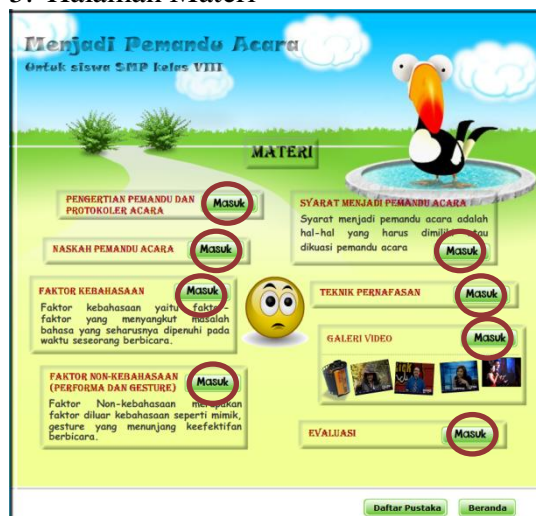 Menjadi Pemandu Acara
Untuk siswa SMP kelas VIII
MATERI
PENGERTIAN PEMANDU DAN
PROTOKOLER ACARA
Masuk
NASKAH PEMANDU ACARA
Masuk
FAKTOR KEBAHASAAN
Masuk
Faktor kebahasaan yaitu faktor-
faktor yang menyangkut masalah
bahasa yang seharusnya dipenuhi pada
waktu seseorang berbicara.
FAKTOR NON-KEBAHASAAN
(PERFORMA DAN GESTURE)
Masuk
Faktor Non-kebahasaan merupakan
faktor diluar kebahasaan seperti mimik,
gesture yang menunjang keefektifan
berbicara.
SYARAT MENJADI PEMANDU ACARA
Syarat menjadi pemandu acara adalah
hal-hal yang harus dimiliki atau
dikuasi pemandu acara
Masuk
TEKNIK PERNAFASAN
Masuk
GALERI VIDEO
Masuk
EVALUASI
Masuk
Daftar Pustaka
Beranda